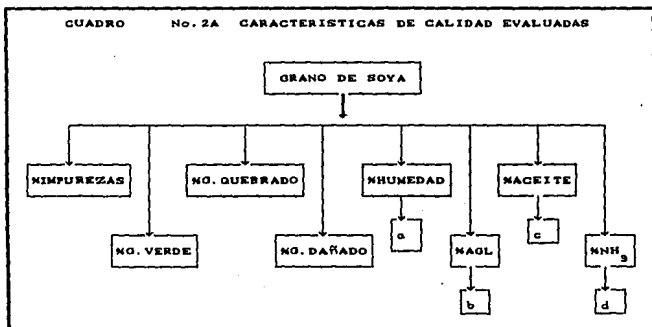 CUADRO No. 2A CARACTERISTICAS DE CALIDAD EVALUADAS
GRANO DE SOYA
%IMPUREZAS %G. QUEBRADO %HUMEDAD %ACEITE
%G. VERDE %G. DAÑADO a %AGL c %NH3
b d